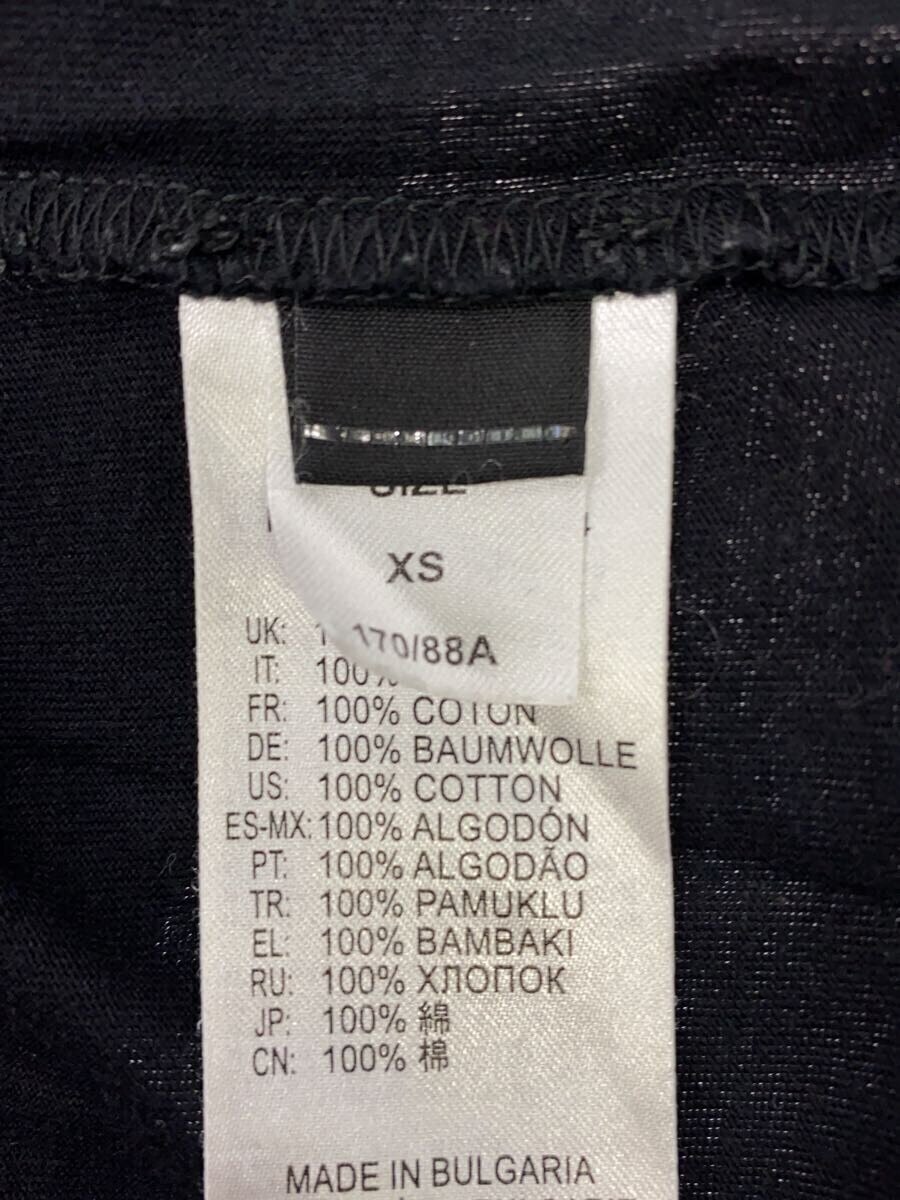 SIZE
XS
170/88A
UK:
IT: 100%
FR: 100% COTON
DE: 100% BAUMWOLLE
US: 100% COTTON
ES-MX: 100% ALGODÓN
PT: 100% ALGODÃO
TR: 100% PAMUKLU
EL: 100% BAMBAKI
RU: 100% ХЛОПОК
JP: 100% 綿
CN: 100% 棉
MADE IN BULGARIA